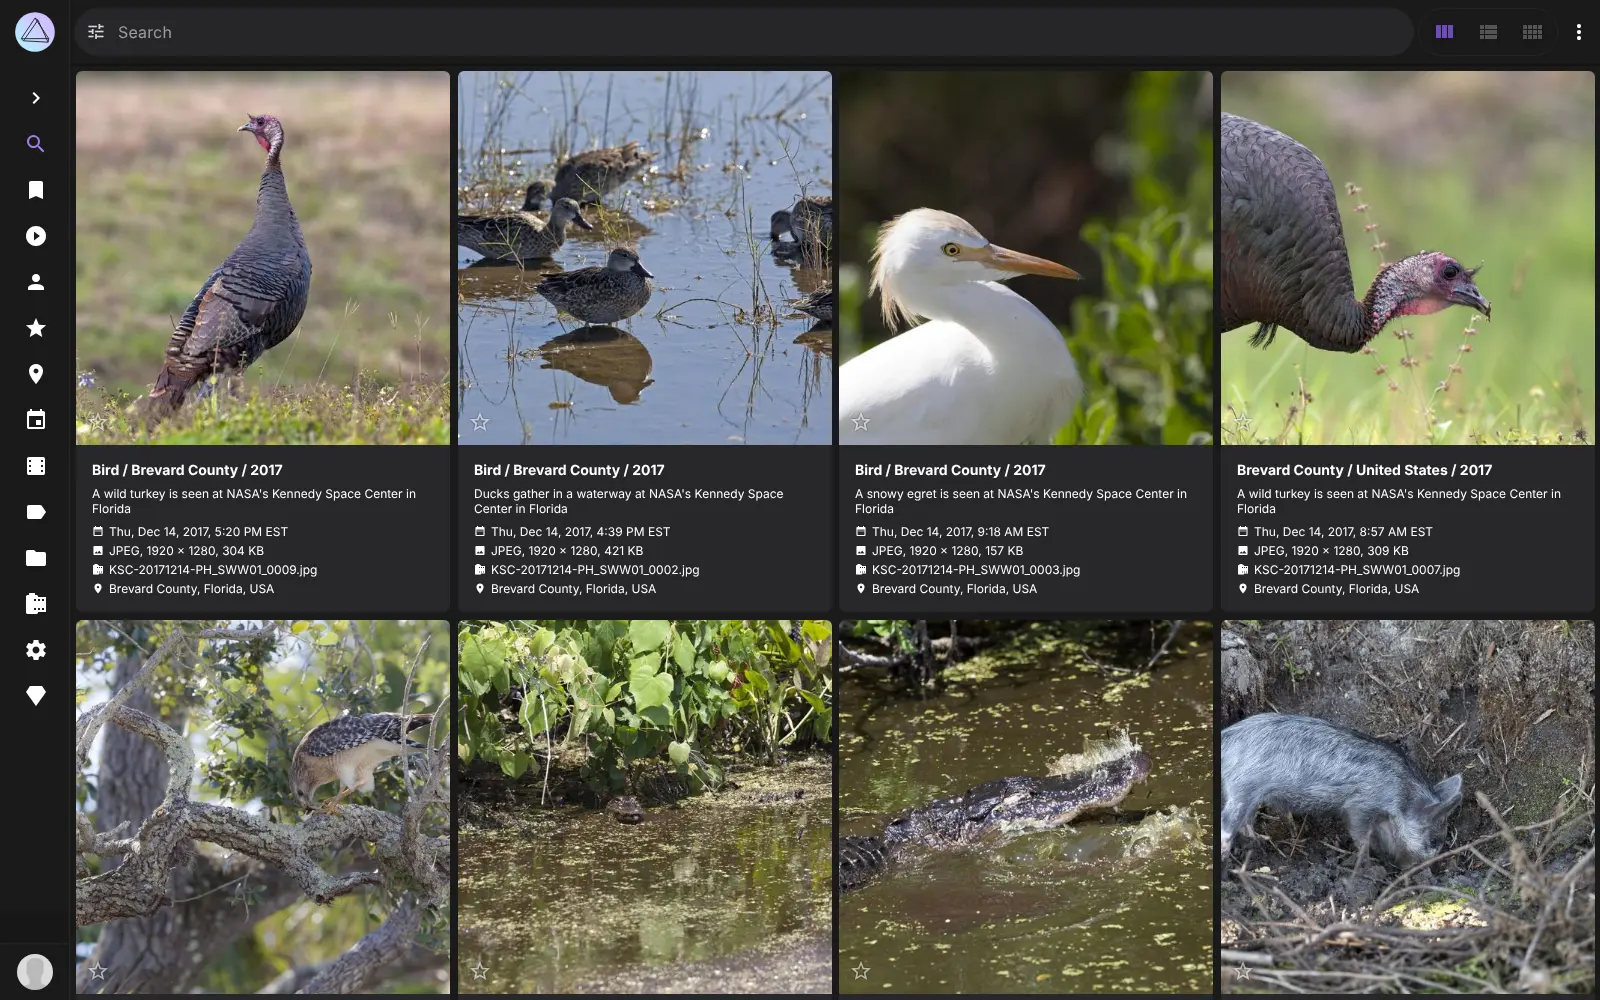 Search
Bird / Brevard County / 2017
A wild turkey is seen at NASA's Kennedy Space Center in
Florida
Thu, Dec 14, 2017, 5:20 PM EST
JPEG, 1920 × 1280, 304 KB
KSC-20171214-PH_SWW01_0009.jpg
Brevard County, Florida, USA
Bird / Brevard County / 2017
Ducks gather in a waterway at NASA's Kennedy Space
Center in Florida
Thu, Dec 14, 2017, 4:39 PM EST
JPEG, 1920 × 1280, 421 KB
KSC-20171214-PH_SWW01_0002.jpg
Brevard County, Florida, USA
Bird / Brevard County / 2017
A snowy egret is seen at NASA's Kennedy Space Center in
Florida
Thu, Dec 14, 2017, 9:18 AM EST
JPEG, 1920 × 1280, 157 KB
KSC-20171214-PH_SWW01_0003.jpg
Brevard County, Florida, USA
Brevard County / United States / 2017
A wild turkey is seen at NASA's Kennedy Space Center in
Florida
Thu, Dec 14, 2017, 8:57 AM EST
JPEG, 1920 × 1280, 309 KB
KSC-20171214-PH_SWW01_0007.jpg
Brevard County, Florida, USA